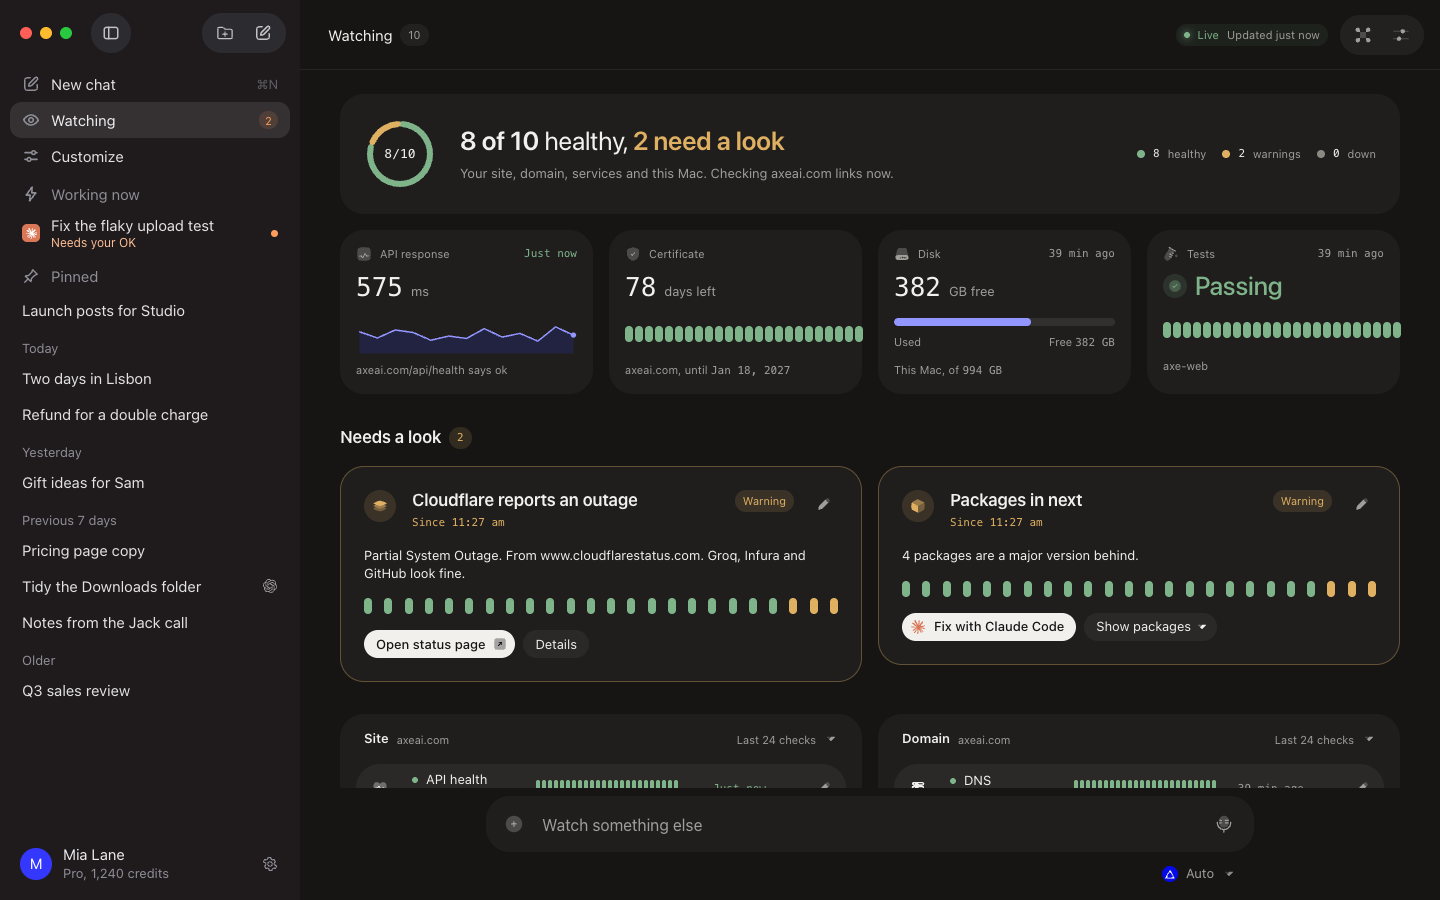 New chat
⌘N
Watching
2
Customize
Working now
Fix the flaky upload test
Needs your OK
Pinned
Launch posts for Studio
Today
Two days in Lisbon
Refund for a double charge
Yesterday
Gift ideas for Sam
Previous 7 days
Pricing page copy
Tidy the Downloads folder
Notes from the Jack call
Older
Q3 sales review
M
Mia Lane
Pro, 1,240 credits
Watching
10
Live Updated just now
8/10
8 of 10 healthy, 2 need a look
Your site, domain, services and this Mac. Checking axeai.com links now.
8 healthy 2 warnings 0 down
API response
Just now
575 ms
axeai.com/api/health says ok
Certificate
78 days left
axeai.com, until Jan 18, 2027
Disk
39 min ago
382 GB free
Used
Free 382 GB
This Mac, of 994 GB
Tests
39 min ago
Passing
axe-web
Needs a look
2
Cloudflare reports an outage
Warning
Since 11:27 am
Partial System Outage. From www.cloudflarestatus.com. Groq, Infura and
GitHub look fine.
Open status page
Details
Packages in next
Warning
Since 11:27 am
4 packages are a major version behind.
Fix with Claude Code
Show packages
Site axeai.com
Last 24 checks
API health
Just now
Domain axeai.com
Last 24 checks
DNS
39 min ago
Watch something else
Auto